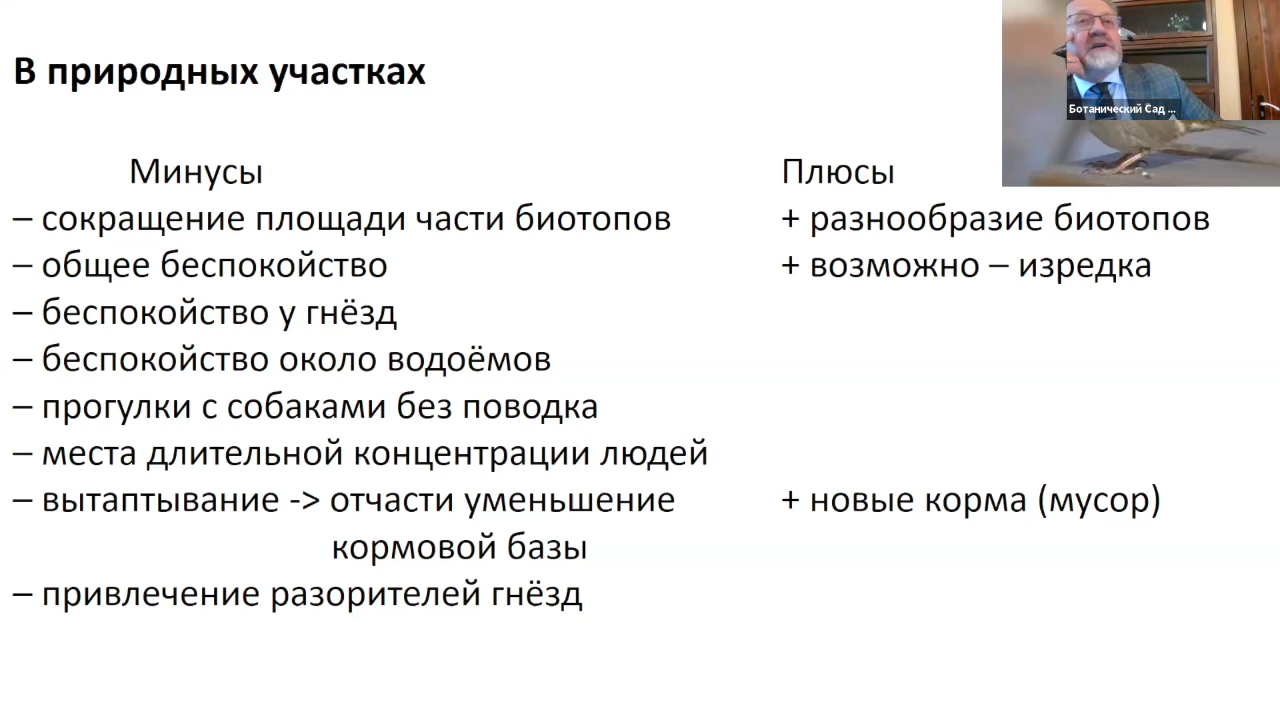 В природных участках
Ботанический Сад ...
Минусы
Плюсы
– сокращение площади части биотопов
+ разнообразие биотопов
– общее беспокойство
+ возможно – изредка
– беспокойство у гнёзд
– беспокойство около водоёмов
– прогулки с собаками без поводка
– места длительной концентрации людей
– вытаптывание -> отчасти уменьшение
+ новые корма (мусор)
кормовой базы
– привлечение разорителей гнёзд